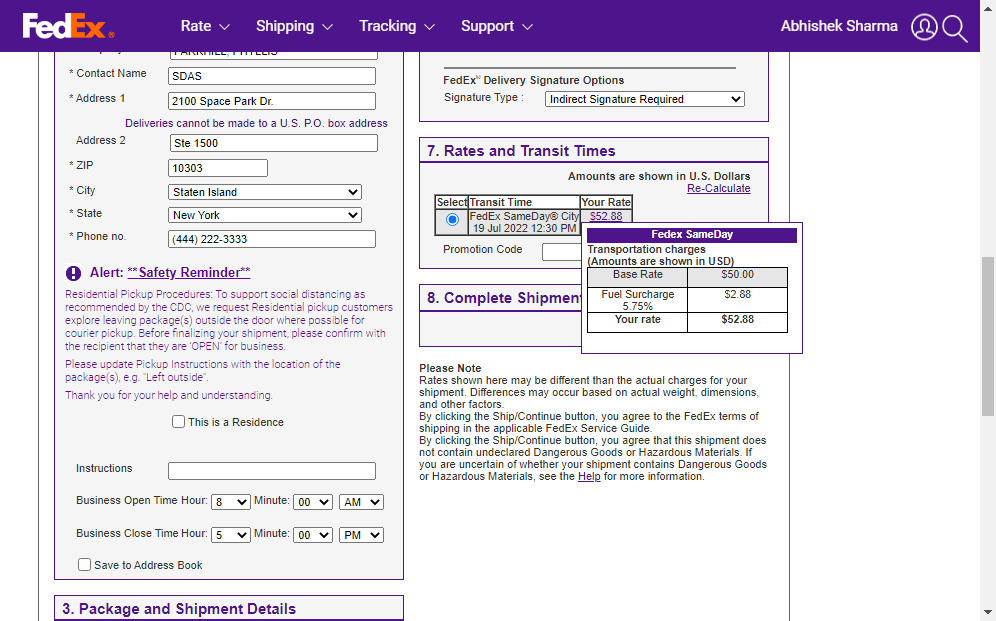 FedEx.
Rate
Shipping
Tracking
Support
Abhishek Sharma
* Contact Name
SDAS
* Address 1
2100 Space Park Dr.
Deliveries cannot be made to a U.S. P.O. box address
Address 2
Ste 1500
* ZIP
10303
* City
Staten Island
* State
New York
* Phone no.
(444) 222-3333
Alert: **Safety Reminder**
Residential Pickup Procedures: To support social distancing as
recommended by the CDC, we request Residential pickup customers
explore leaving package(s) outside the door where possible for
courier pickup. Before finalizing your shipment, please confirm with
the recipient that they are 'OPEN' for business.
Please update Pickup Instructions with the location of the
package(s), e.g. "Left outside".
Thank you for your help and understanding.
This is a Residence
Instructions
Business Open Time Hour: 8 Minute: 00 AM
Business Close Time Hour: 5 Minute: 00 PM
Save to Address Book
3. Package and Shipment Details
FedEx® Delivery Signature Options
Signature Type : Indirect Signature Required
7. Rates and Transit Times
Amounts are shown in U.S. Dollars
Re-Calculate
Select Transit Time Your Rate
FedEx SameDay® City $52.88
19 Jul 2022 12:30 PM
Promotion Code
Fedex SameDay
Transportation charges
(Amounts are shown in USD)
Base Rate $50.00
Fuel Surcharge $2.88
5.75%
Your rate $52.88
8. Complete Shipment
Please Note
Rates shown here may be different than the actual charges for your
shipment. Differences may occur based on actual weight, dimensions,
and other factors.
By clicking the Ship/Continue button, you agree to the FedEx terms of
shipping in the applicable FedEx Service Guide.
By clicking the Ship/Continue button, you agree that this shipment does
not contain undeclared Dangerous Goods or Hazardous Materials. If
you are uncertain of whether your shipment contains Dangerous Goods
or Hazardous Materials, see the Help for more information.